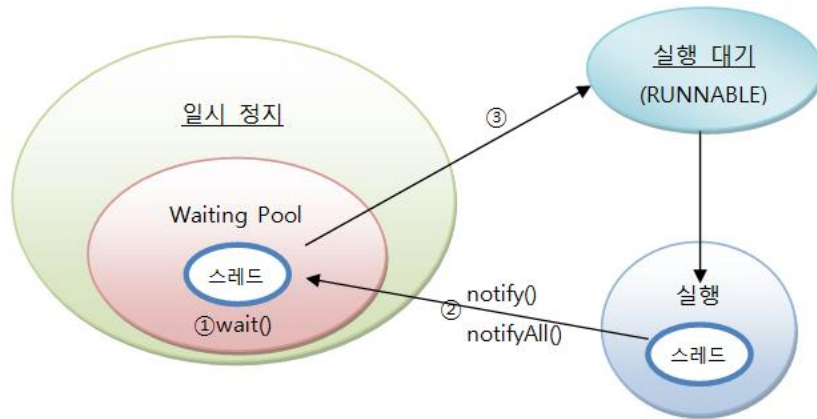 일시 정지
Waiting Pool
스레드
①wait()
③
실행 대기
(RUNNABLE)
②
notify()
notifyAll()
실행
스레드